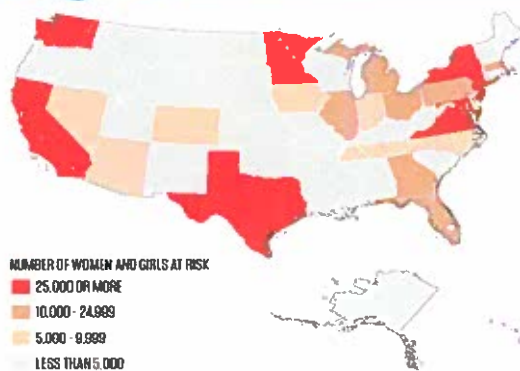 NUMBER OF WOMEN AND GIRLS AT RISK
25,000 OR MORE
10,000 - 24,999
5,000 - 9,999
LESS THAN 5,000